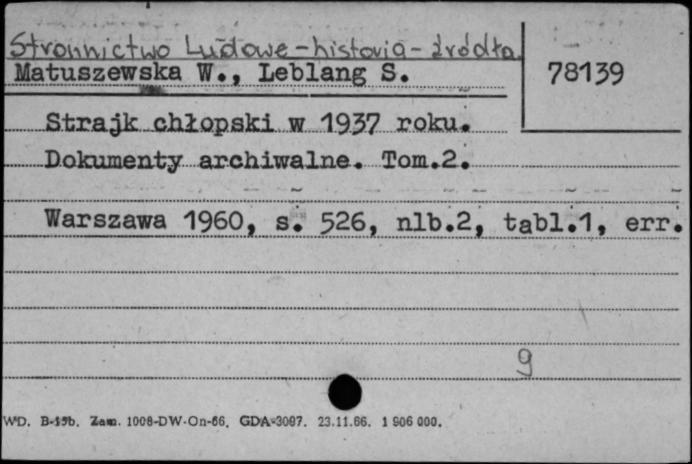 Stronnictwo Ludowe - historia - źródła.
Matuszewska W., Leblang S.
78139
Strajk chłopski w 1937 roku.
Dokumenty archiwalne. Tom.2.
Warszawa 1960, s. 526, nlb.2, tabl.1, err.
9
WD. B-15b. Zam. 1008-DW-On-66. GDA-3097. 23.11.66. 1 906 000.